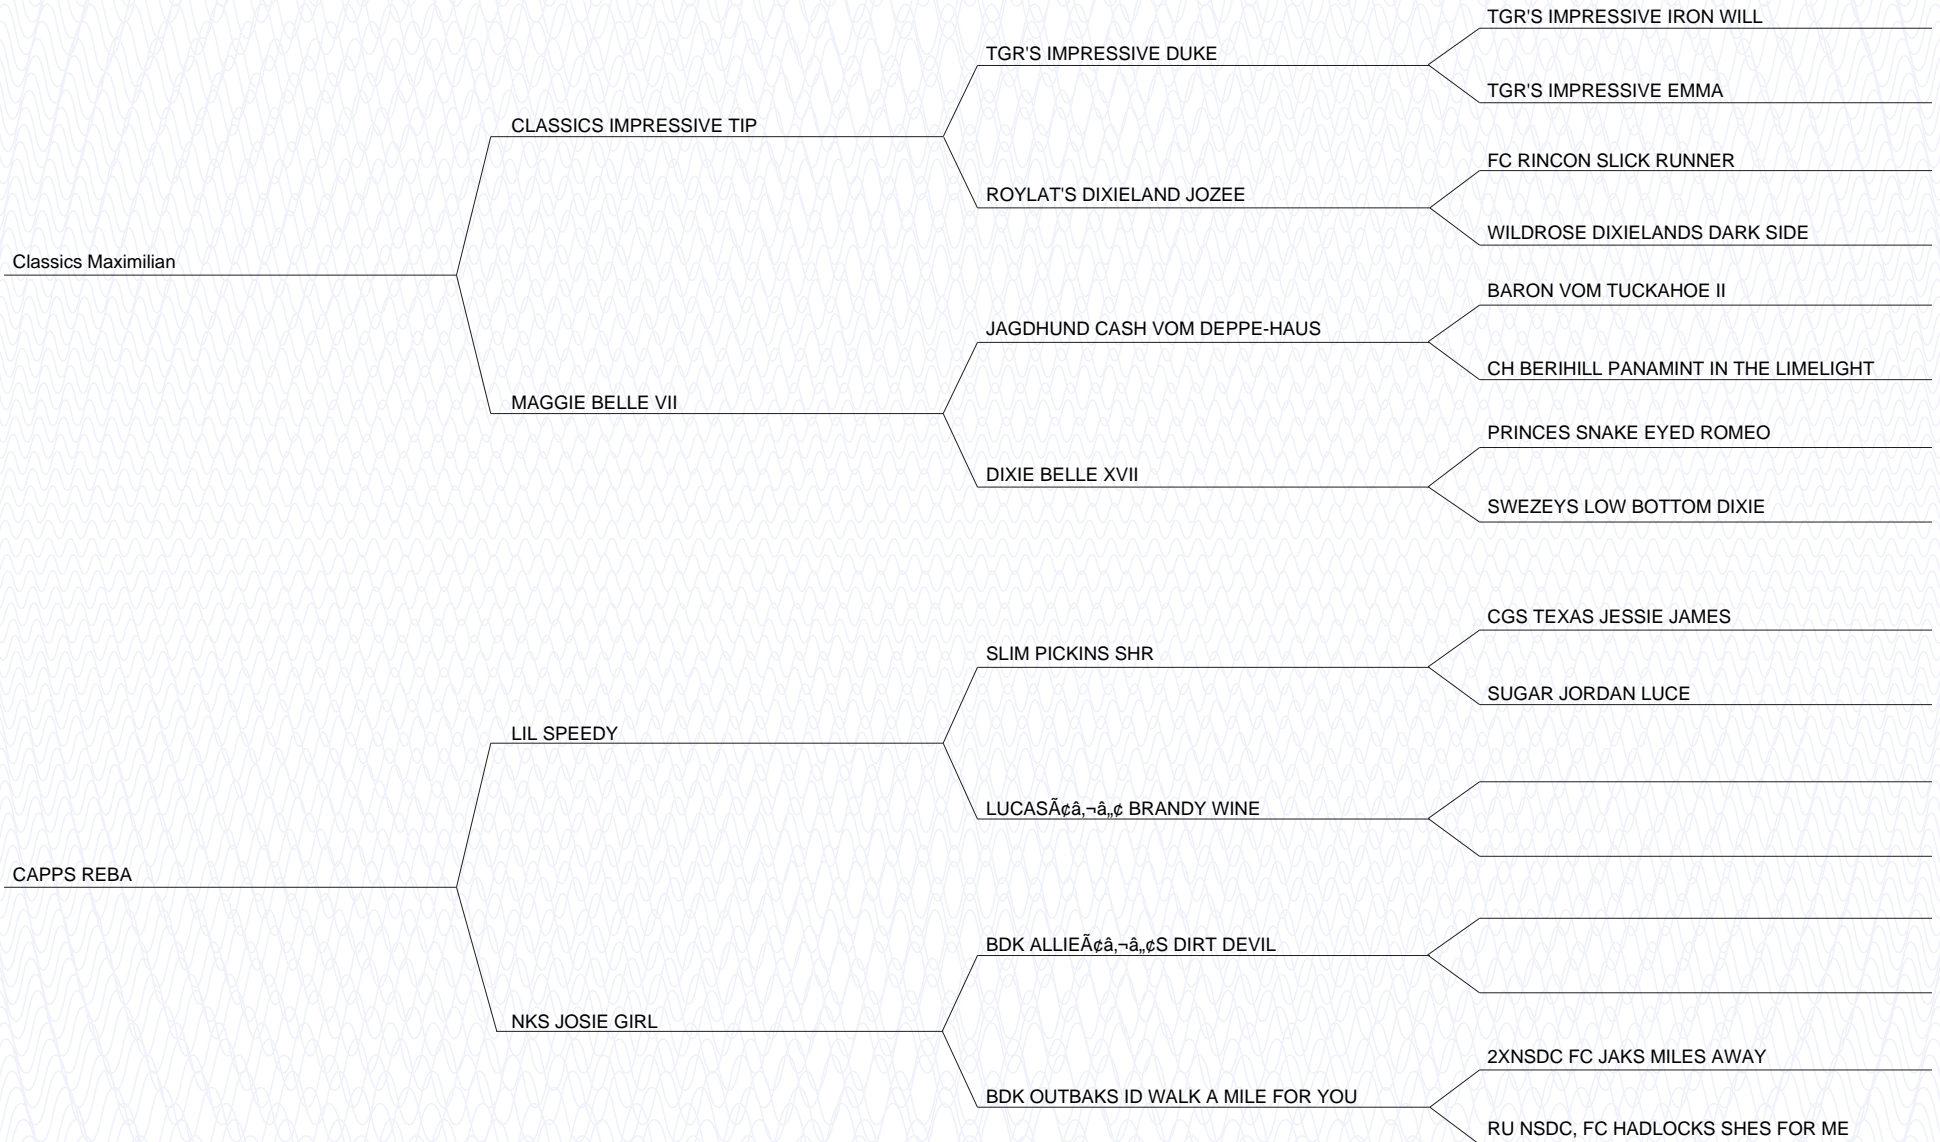 TGR'S IMPRESSIVE IRON WILL
TGR'S IMPRESSIVE DUKE
TGR'S IMPRESSIVE EMMA
CLASSICS IMPRESSIVE TIP
FC RINCON SLICK RUNNER
ROYLAT'S DIXIELAND JOZEE
WILDROSE DIXIELANDS DARK SIDE
Classics Maximilian
BARON VOM TUCKAHOE II
JAGDHUND CASH VOM DEPPE-HAUS
CH BERIHILL PANAMINT IN THE LIMELIGHT
MAGGIE BELLE VII
PRINCES SNAKE EYED ROMEO
DIXIE BELLE XVII
SWEZEYS LOW BOTTOM DIXIE
CGS TEXAS JESSIE JAMES
SLIM PICKINS SHR
SUGAR JORDAN LUCE
LIL SPEEDY
LUCASÃ¢â‚¬â„¢ BRANDY WINE
CAPPS REBA
BDK ALLIEÃ¢â‚¬â„¢S DIRT DEVIL
NKS JOSIE GIRL
2XNSDC FC JAKS MILES AWAY
BDK OUTBAKS ID WALK A MILE FOR YOU
RU NSDC, FC HADLOCKS SHES FOR ME